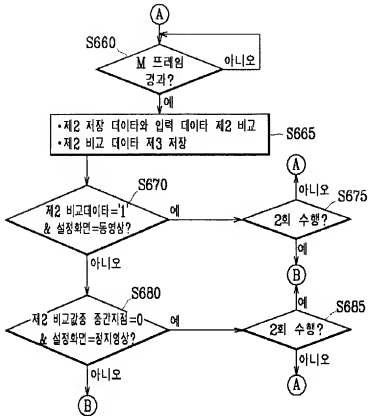 A
S660
M 프레임
경과?
아니오
예
•제2 저장 데이터와 입력 데이터 제2 비교
•제2 비교 데이터 제3 저장
S665
A
아니오
S670
S675
제2 비교데이터='1'
& 설정화면=동영상?
예
2회 수행?
아니오
예
B
S680
예
S685
제2 비교값중 중간지점=0
& 설정화면=정지영상?
예
2회 수행?
아니오
아니오
B
A